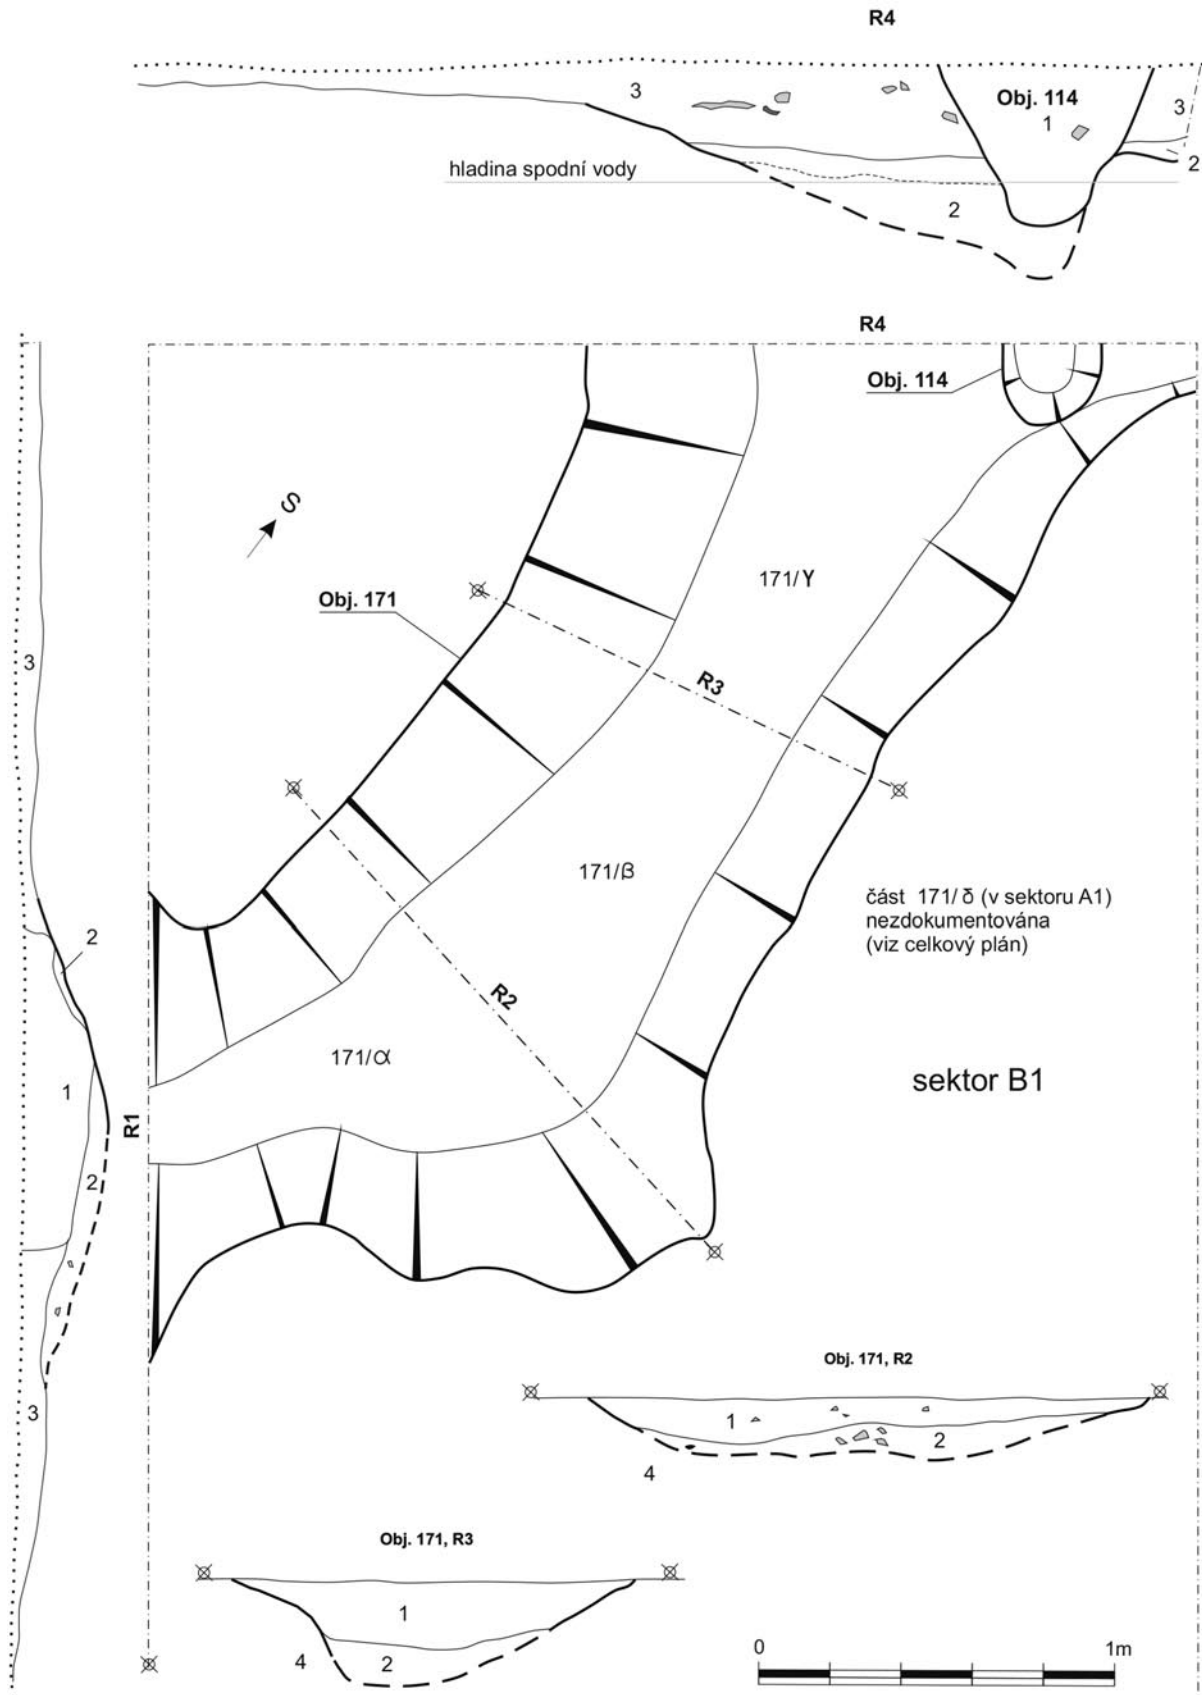 R4
3
Obj. 114
1
3
2
hladina spodní vody
2
R4
Obj. 114
S
171/γ
Obj. 171
3
R3
2
171/β
část 171/δ (v sektoru A1)
nezdokumentována
(viz celkový plán)
R2
171/α
sektor B1
1
R1
2
Obj. 171, R2
3
1
2
4
Obj. 171, R3
1
4
2
0
1m